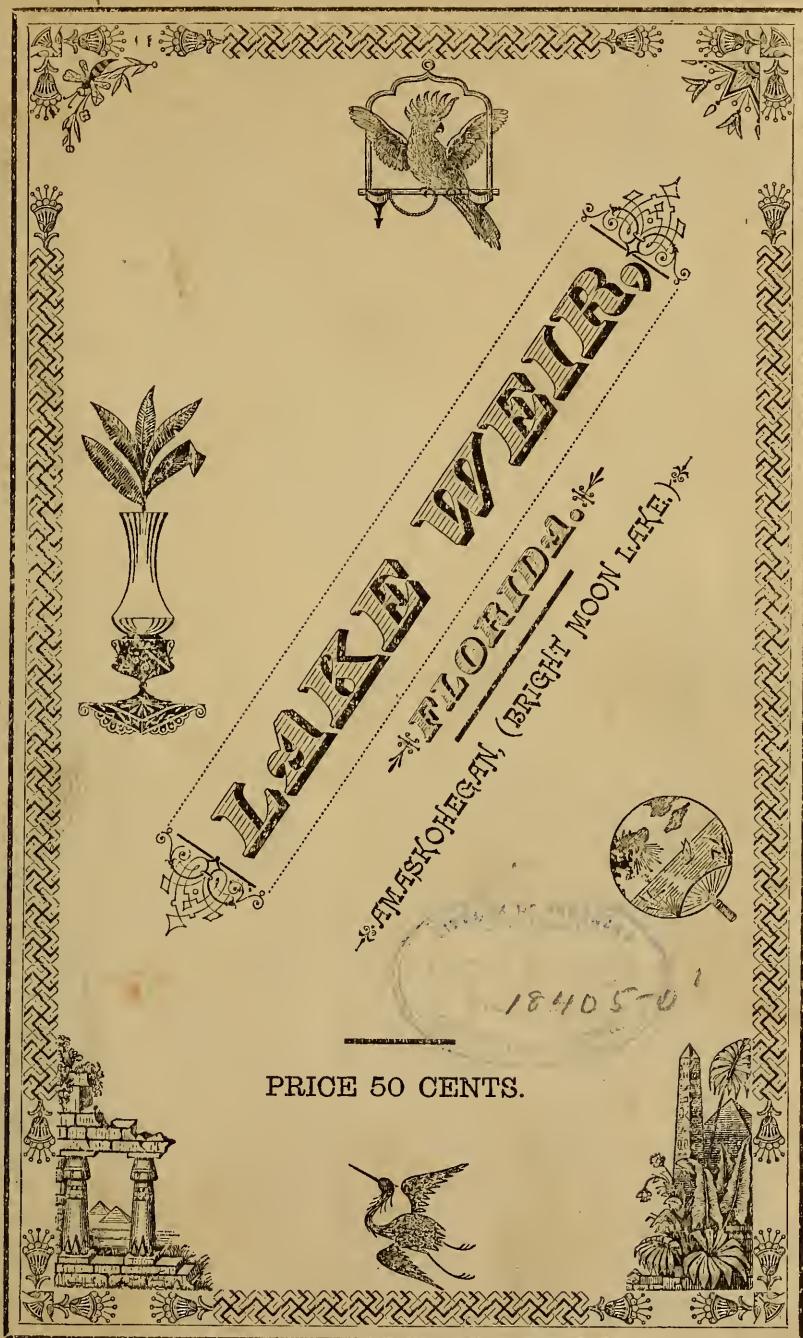 LAKE WEIR,
FLORIDA.
AMASKOHEGAN, (BRIGHT MOON LAKE.)
18405-0'
PRICE 50 CENTS.